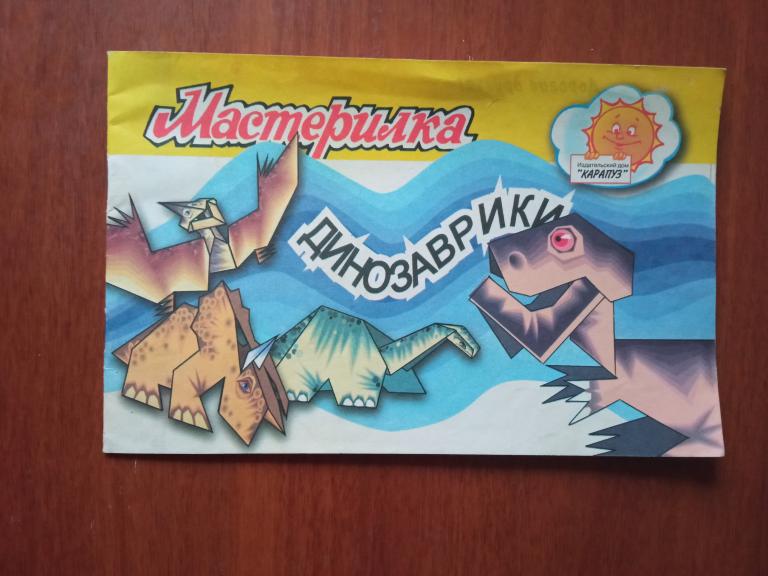 Мастерилка
Издательский дом
"КАРАПУЗ"
ДИНОЗАВРИКИ